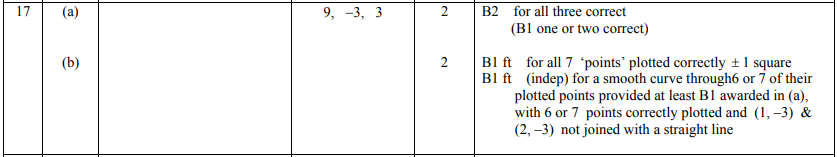 17 (a) 9, −3, 3 2 B2 for all three correct
(B1 one or two correct)
(b) 2 B1 ft for all 7 ‘points’ plotted correctly ± 1 square
B1 ft (indep) for a smooth curve through6 or 7 of their
plotted points provided at least B1 awarded in (a),
with 6 or 7 points correctly plotted and (1, −3) &
(2, −3) not joined with a straight line